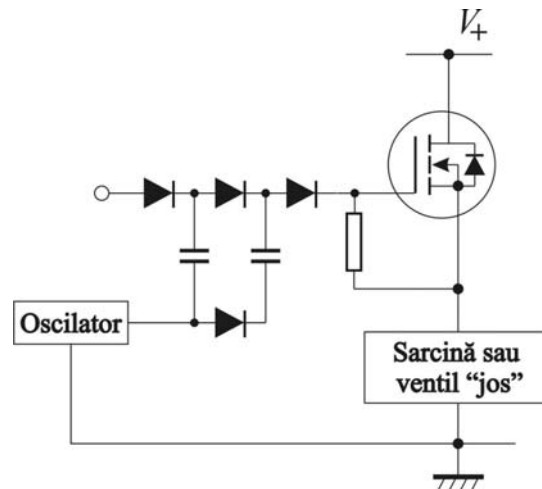 V+
Oscilator
Sarcină sau
ventil “jos”